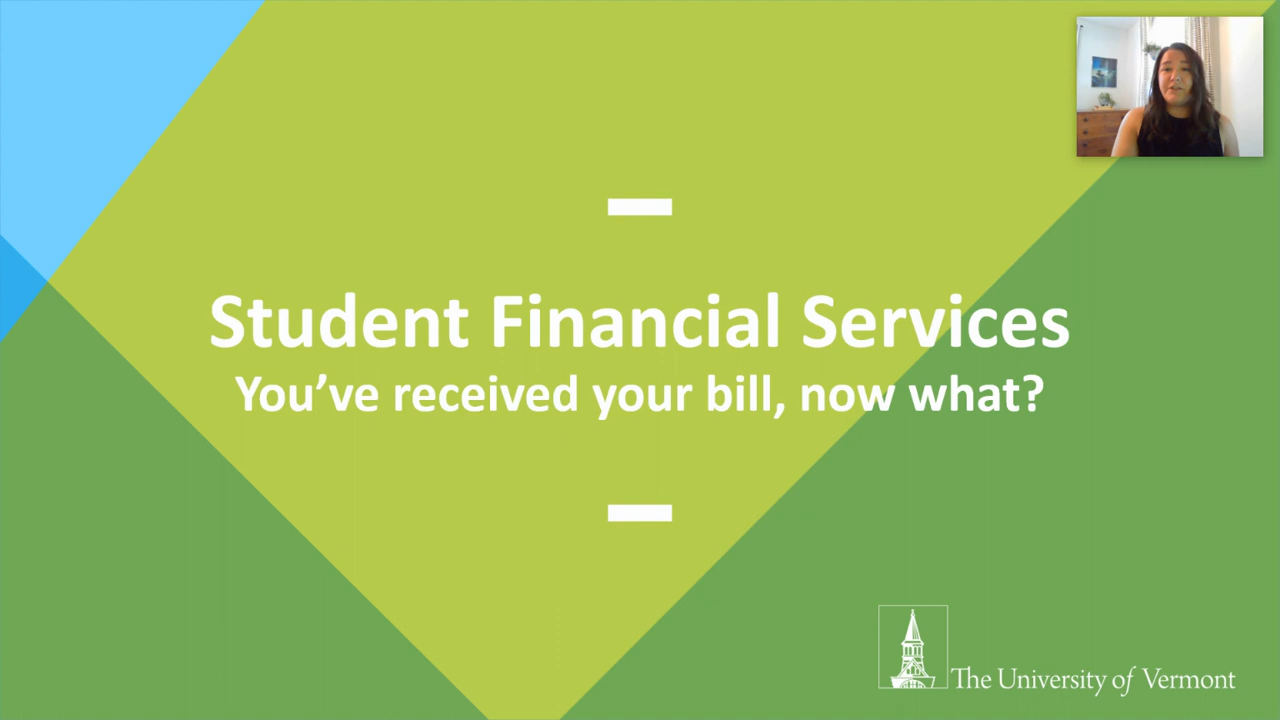 Student Financial Services
You’ve received your bill, now what?
The University of Vermont